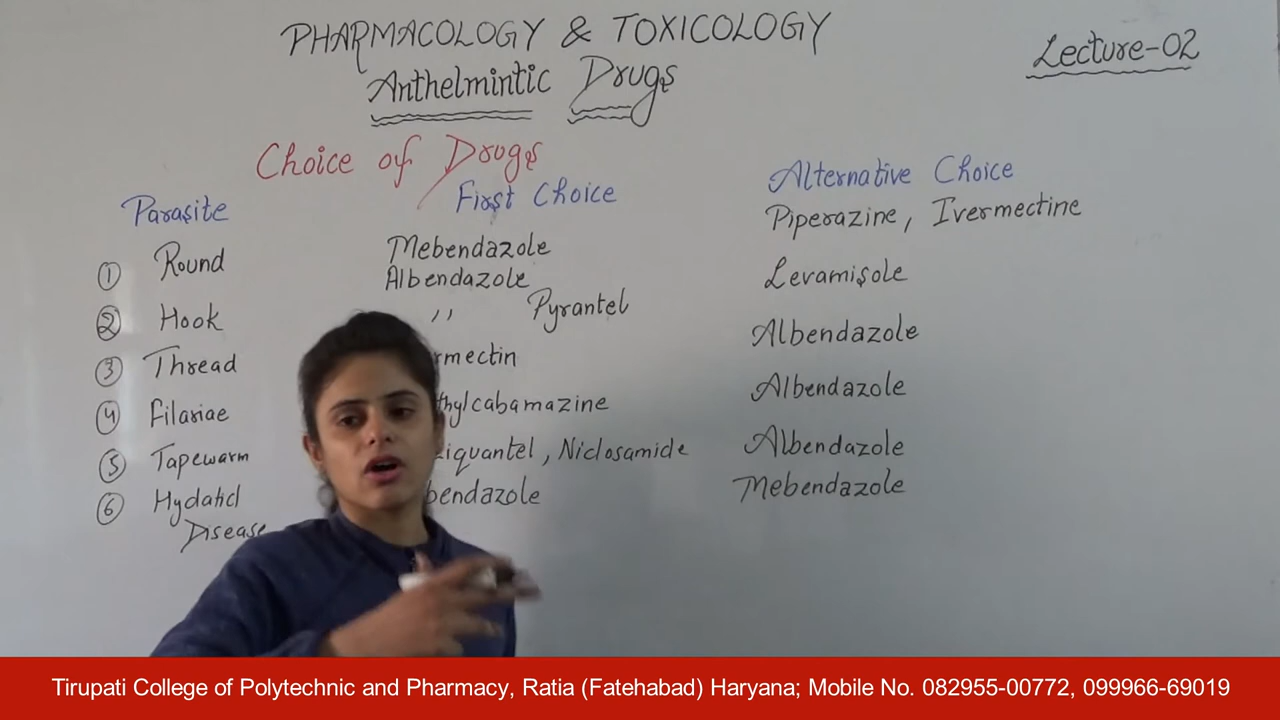 PHARMACOLOGY & TOXICOLOGY
Anthelmintic Drugs
Lecture-02
Choice of Drugs
Parasite First Choice Alternative Choice
① Round Mebendazole Piperazine, Ivermectine
Albendazole
② Hook ,, Pyrantel Levamisole
③ Thread rmectin Albendazole
④ filariae thylcabamazine Albendazole
⑤ Tapewarm iquantel, Niclosamide Albendazole
⑥ Hydatid bendazole Mebendazole
Disease
Tirupati College of Polytechnic and Pharmacy, Ratia (Fatehabad) Haryana; Mobile No. 082955-00772, 099966-69019